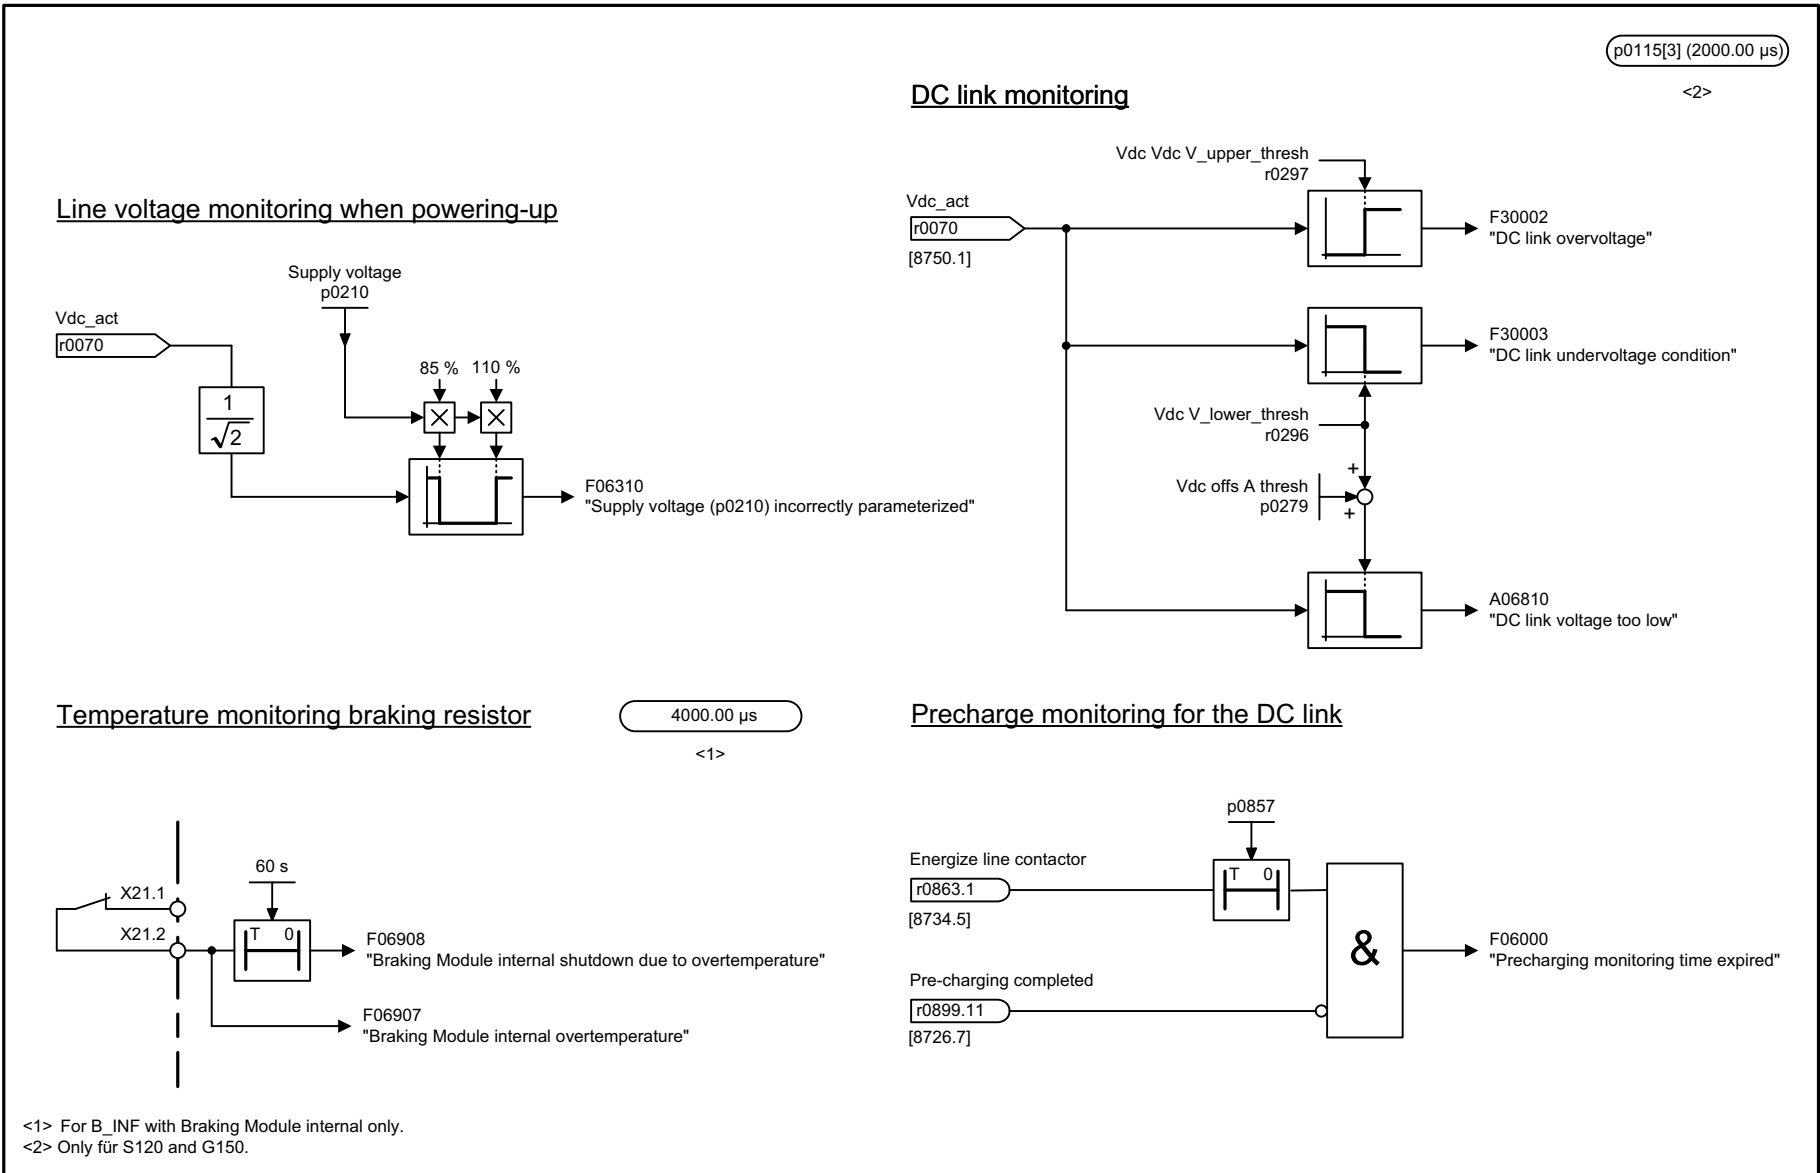 p0115[3] (2000.00 µs)
<2>
DC link monitoring
Vdc Vdc V_upper_thresh
r0297
Vdc_act
r0070
[8750.1]
F30002
"DC link overvoltage"
F30003
"DC link undervoltage condition"
Vdc V_lower_thresh
r0296
+
Vdc offs A thresh
p0279
+
A06810
"DC link voltage too low"
Line voltage monitoring when powering-up
Supply voltage
p0210
Vdc_act
r0070
85 % 110 %
1
√2
F06310
"Supply voltage (p0210) incorrectly parameterized"
Temperature monitoring braking resistor
4000.00 µs
<1>
60 s
X21.1
X21.2
T 0
F06908
"Braking Module internal shutdown due to overtemperature"
F06907
"Braking Module internal overtemperature"
Precharge monitoring for the DC link
p0857
Energize line contactor
r0863.1
[8734.5]
T 0
&
F06000
"Precharging monitoring time expired"
Pre-charging completed
r0899.11
[8726.7]
<1> For B_INF with Braking Module internal only.
<2> Only für S120 and G150.